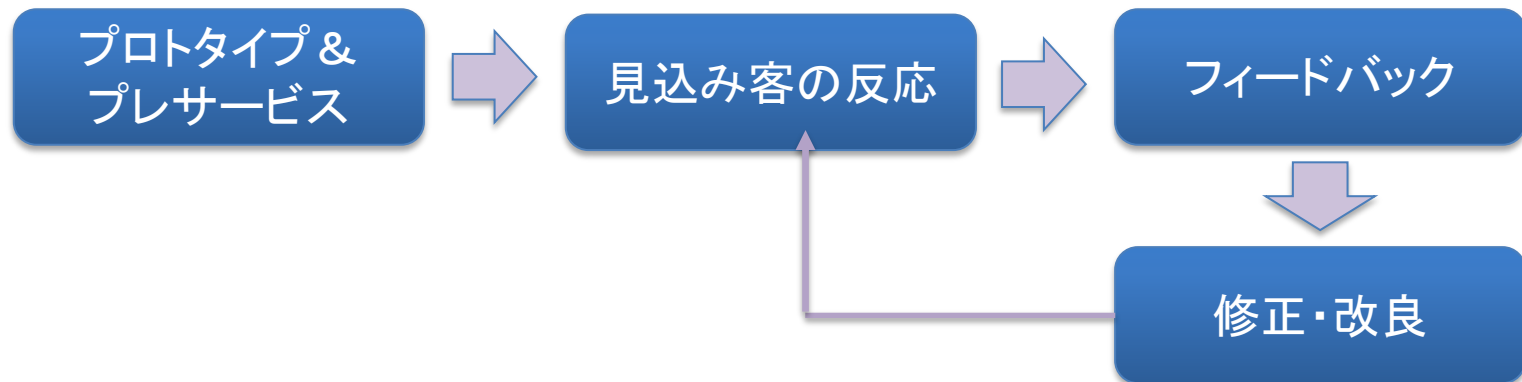 プロトタイプ &
プレサービス
見込み客の反応
フィードバック
修正・改良